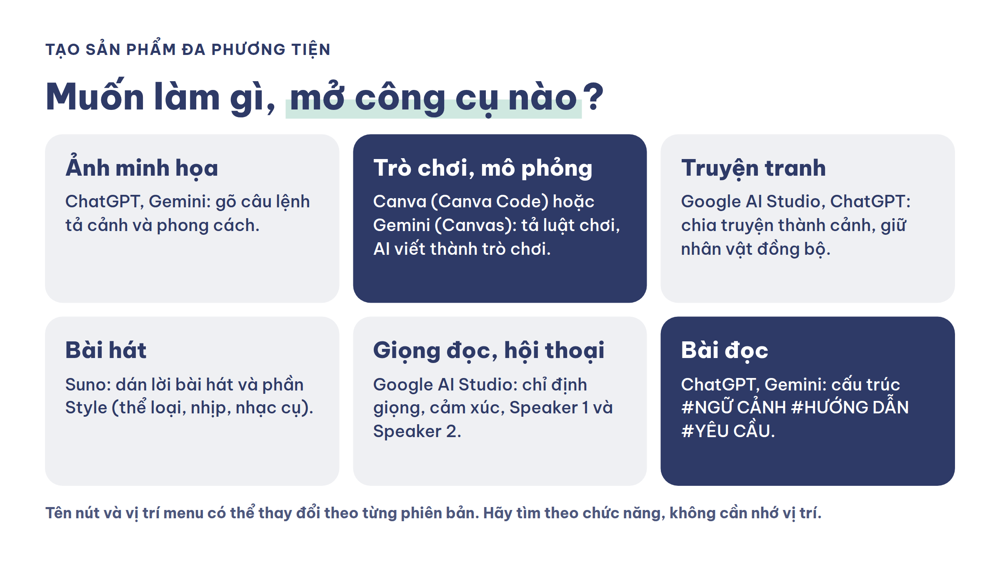 TẠO SẢN PHẨM ĐA PHƯƠNG TIỆN
Muốn làm gì, mở công cụ nào?
Ảnh minh họa
ChatGPT, Gemini: gõ câu lệnh
tả cảnh và phong cách.
Trò chơi, mô phỏng
Canva (Canva Code) hoặc
Gemini (Canvas): tả luật chơi,
AI viết thành trò chơi.
Truyện tranh
Google AI Studio, ChatGPT:
chia truyện thành cảnh, giữ
nhân vật đồng bộ.
Bài hát
Suno: dán lời bài hát và phần
Style (thể loại, nhịp, nhạc cụ).
Giọng đọc, hội thoại
Google AI Studio: chỉ định
giọng, cảm xúc, Speaker 1 và
Speaker 2.
Bài đọc
ChatGPT, Gemini: cấu trúc
#NGỮ CẢNH #HƯỚNG DẪN
#YÊU CẦU.
Tên nút và vị trí menu có thể thay đổi theo từng phiên bản. Hãy tìm theo chức năng, không cần nhớ vị trí.